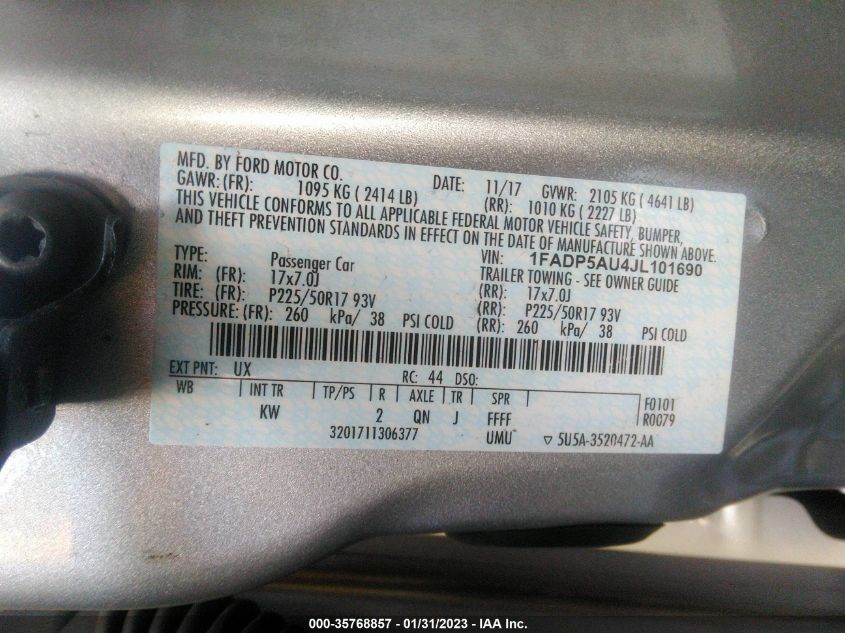 MFD. BY FORD MOTOR CO. DATE: 11/17 GVWR: 2105 KG ( 4641 LB)
GAWR: (FR): 1095 KG ( 2414 LB) (RR): 1010 KG ( 2227 LB)
THIS VEHICLE CONFORMS TO ALL APPLICABLE FEDERAL MOTOR VEHICLE SAFETY, BUMPER,
AND THEFT PREVENTION STANDARDS IN EFFECT ON THE DATE OF MANUFACTURE SHOWN ABOVE.
VIN: 1FADP5AU4JL101690
TYPE: Passenger Car TRAILER TOWING - SEE OWNER GUIDE
RIM: (FR): 17x7.0J (RR): 17x7.0J
TIRE: (FR): P225/50R17 93V (RR): P225/50R17 93V
PRESSURE: (FR): 260 kPa/ 38 PSI COLD (RR): 260 kPa/ 38 PSI COLD
EXT PNT: UX RC: 44 DSO:
WB INT TR TP/PS R AXLE TR SPR F0101
KW 2 QN J FFFF R0079
3201711306377 UMU ▽ 5U5A-3520472-AA
000-35768857 - 01/31/2023 - IAA Inc.